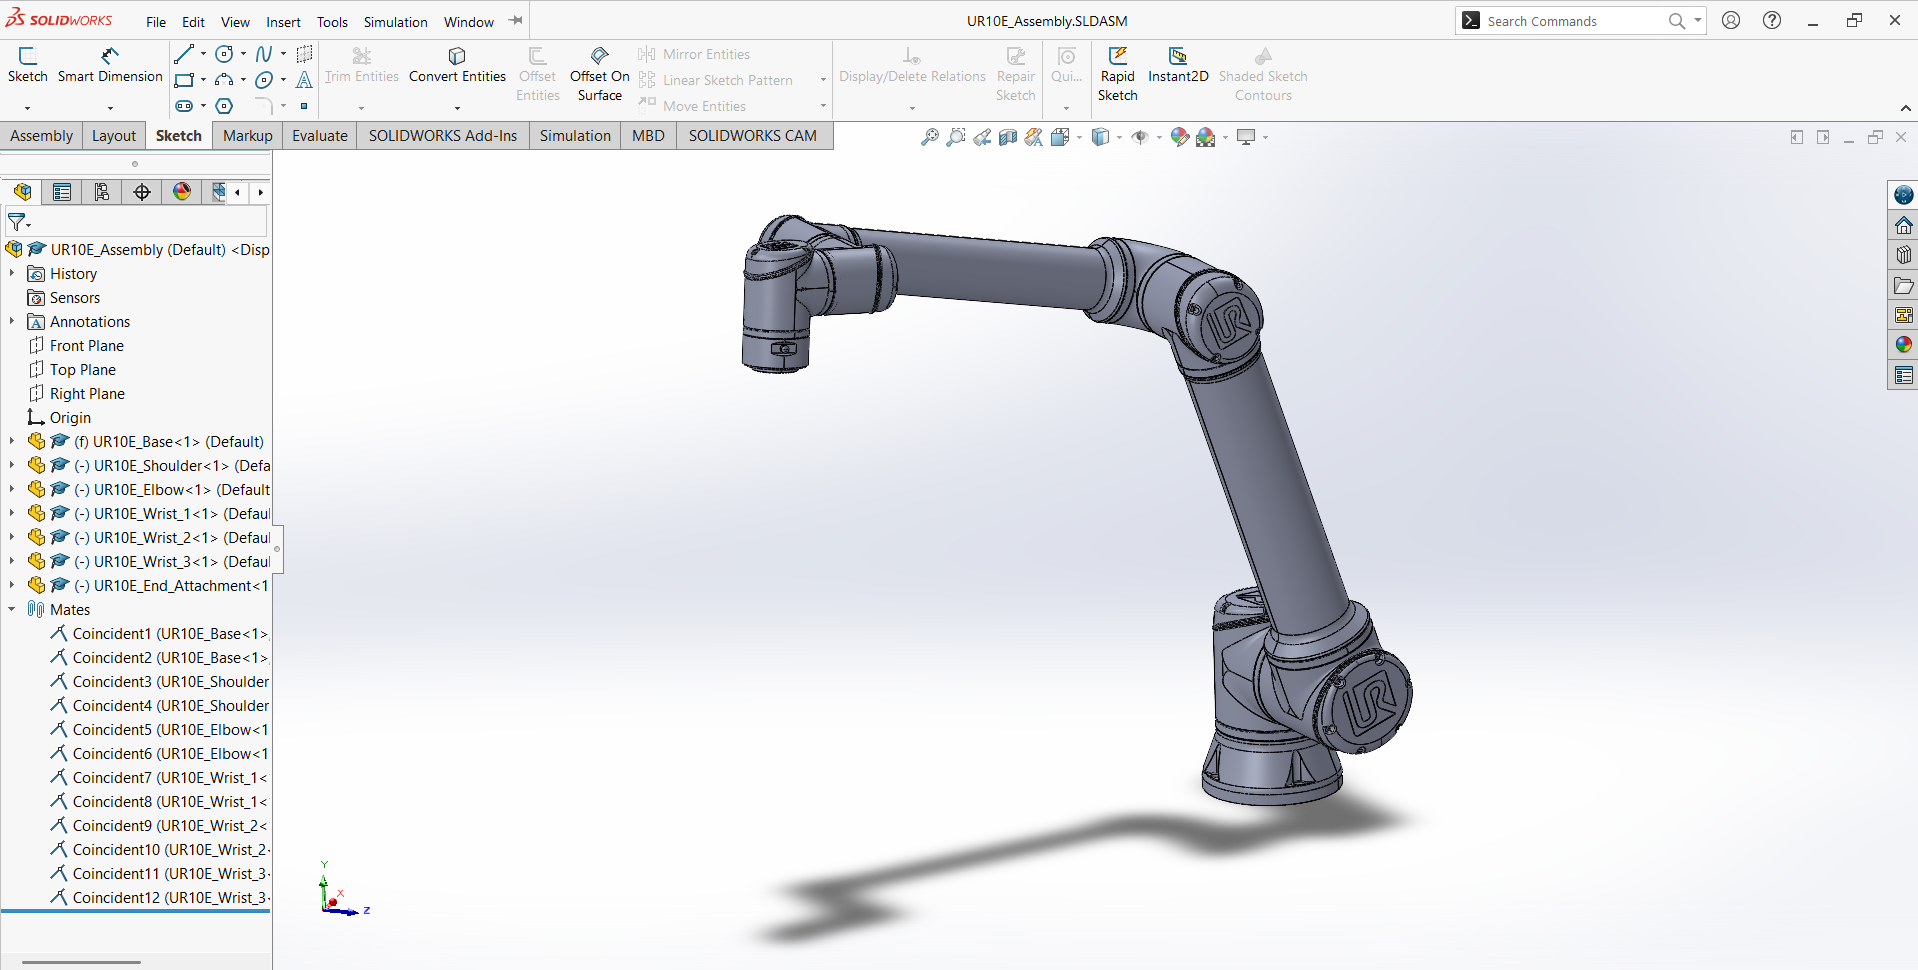 SOLIDWORKS File Edit View Insert Tools Simulation Window UR10E_Assembly.SLDASM Search Commands
Sketch Smart Dimension Trim Entities Convert Entities Offset Entities Offset On Surface Mirror Entities Linear Sketch Pattern Move Entities Display/Delete Relations Repair Sketch Qui... Rapid Sketch Instant2D Shaded Sketch Contours
Assembly Layout Sketch Markup Evaluate SOLIDWORKS Add-Ins Simulation MBD SOLIDWORKS CAM
UR10E_Assembly (Default) <Disp
History
Sensors
Annotations
Front Plane
Top Plane
Right Plane
Origin
(f) UR10E_Base<1> (Default)
(-) UR10E_Shoulder<1> (Defa
(-) UR10E_Elbow<1> (Default
(-) UR10E_Wrist_1<1> (Defau
(-) UR10E_Wrist_2<1> (Defau
(-) UR10E_Wrist_3<1> (Defau
(-) UR10E_End_Attachment<1
Mates
Coincident1 (UR10E_Base<1>,
Coincident2 (UR10E_Base<1>,
Coincident3 (UR10E_Shoulder
Coincident4 (UR10E_Shoulder
Coincident5 (UR10E_Elbow<1
Coincident6 (UR10E_Elbow<1
Coincident7 (UR10E_Wrist_1<
Coincident8 (UR10E_Wrist_1<
Coincident9 (UR10E_Wrist_2<
Coincident10 (UR10E_Wrist_2
Coincident11 (UR10E_Wrist_3
Coincident12 (UR10E_Wrist_3
UR
UR
Y
X
Z